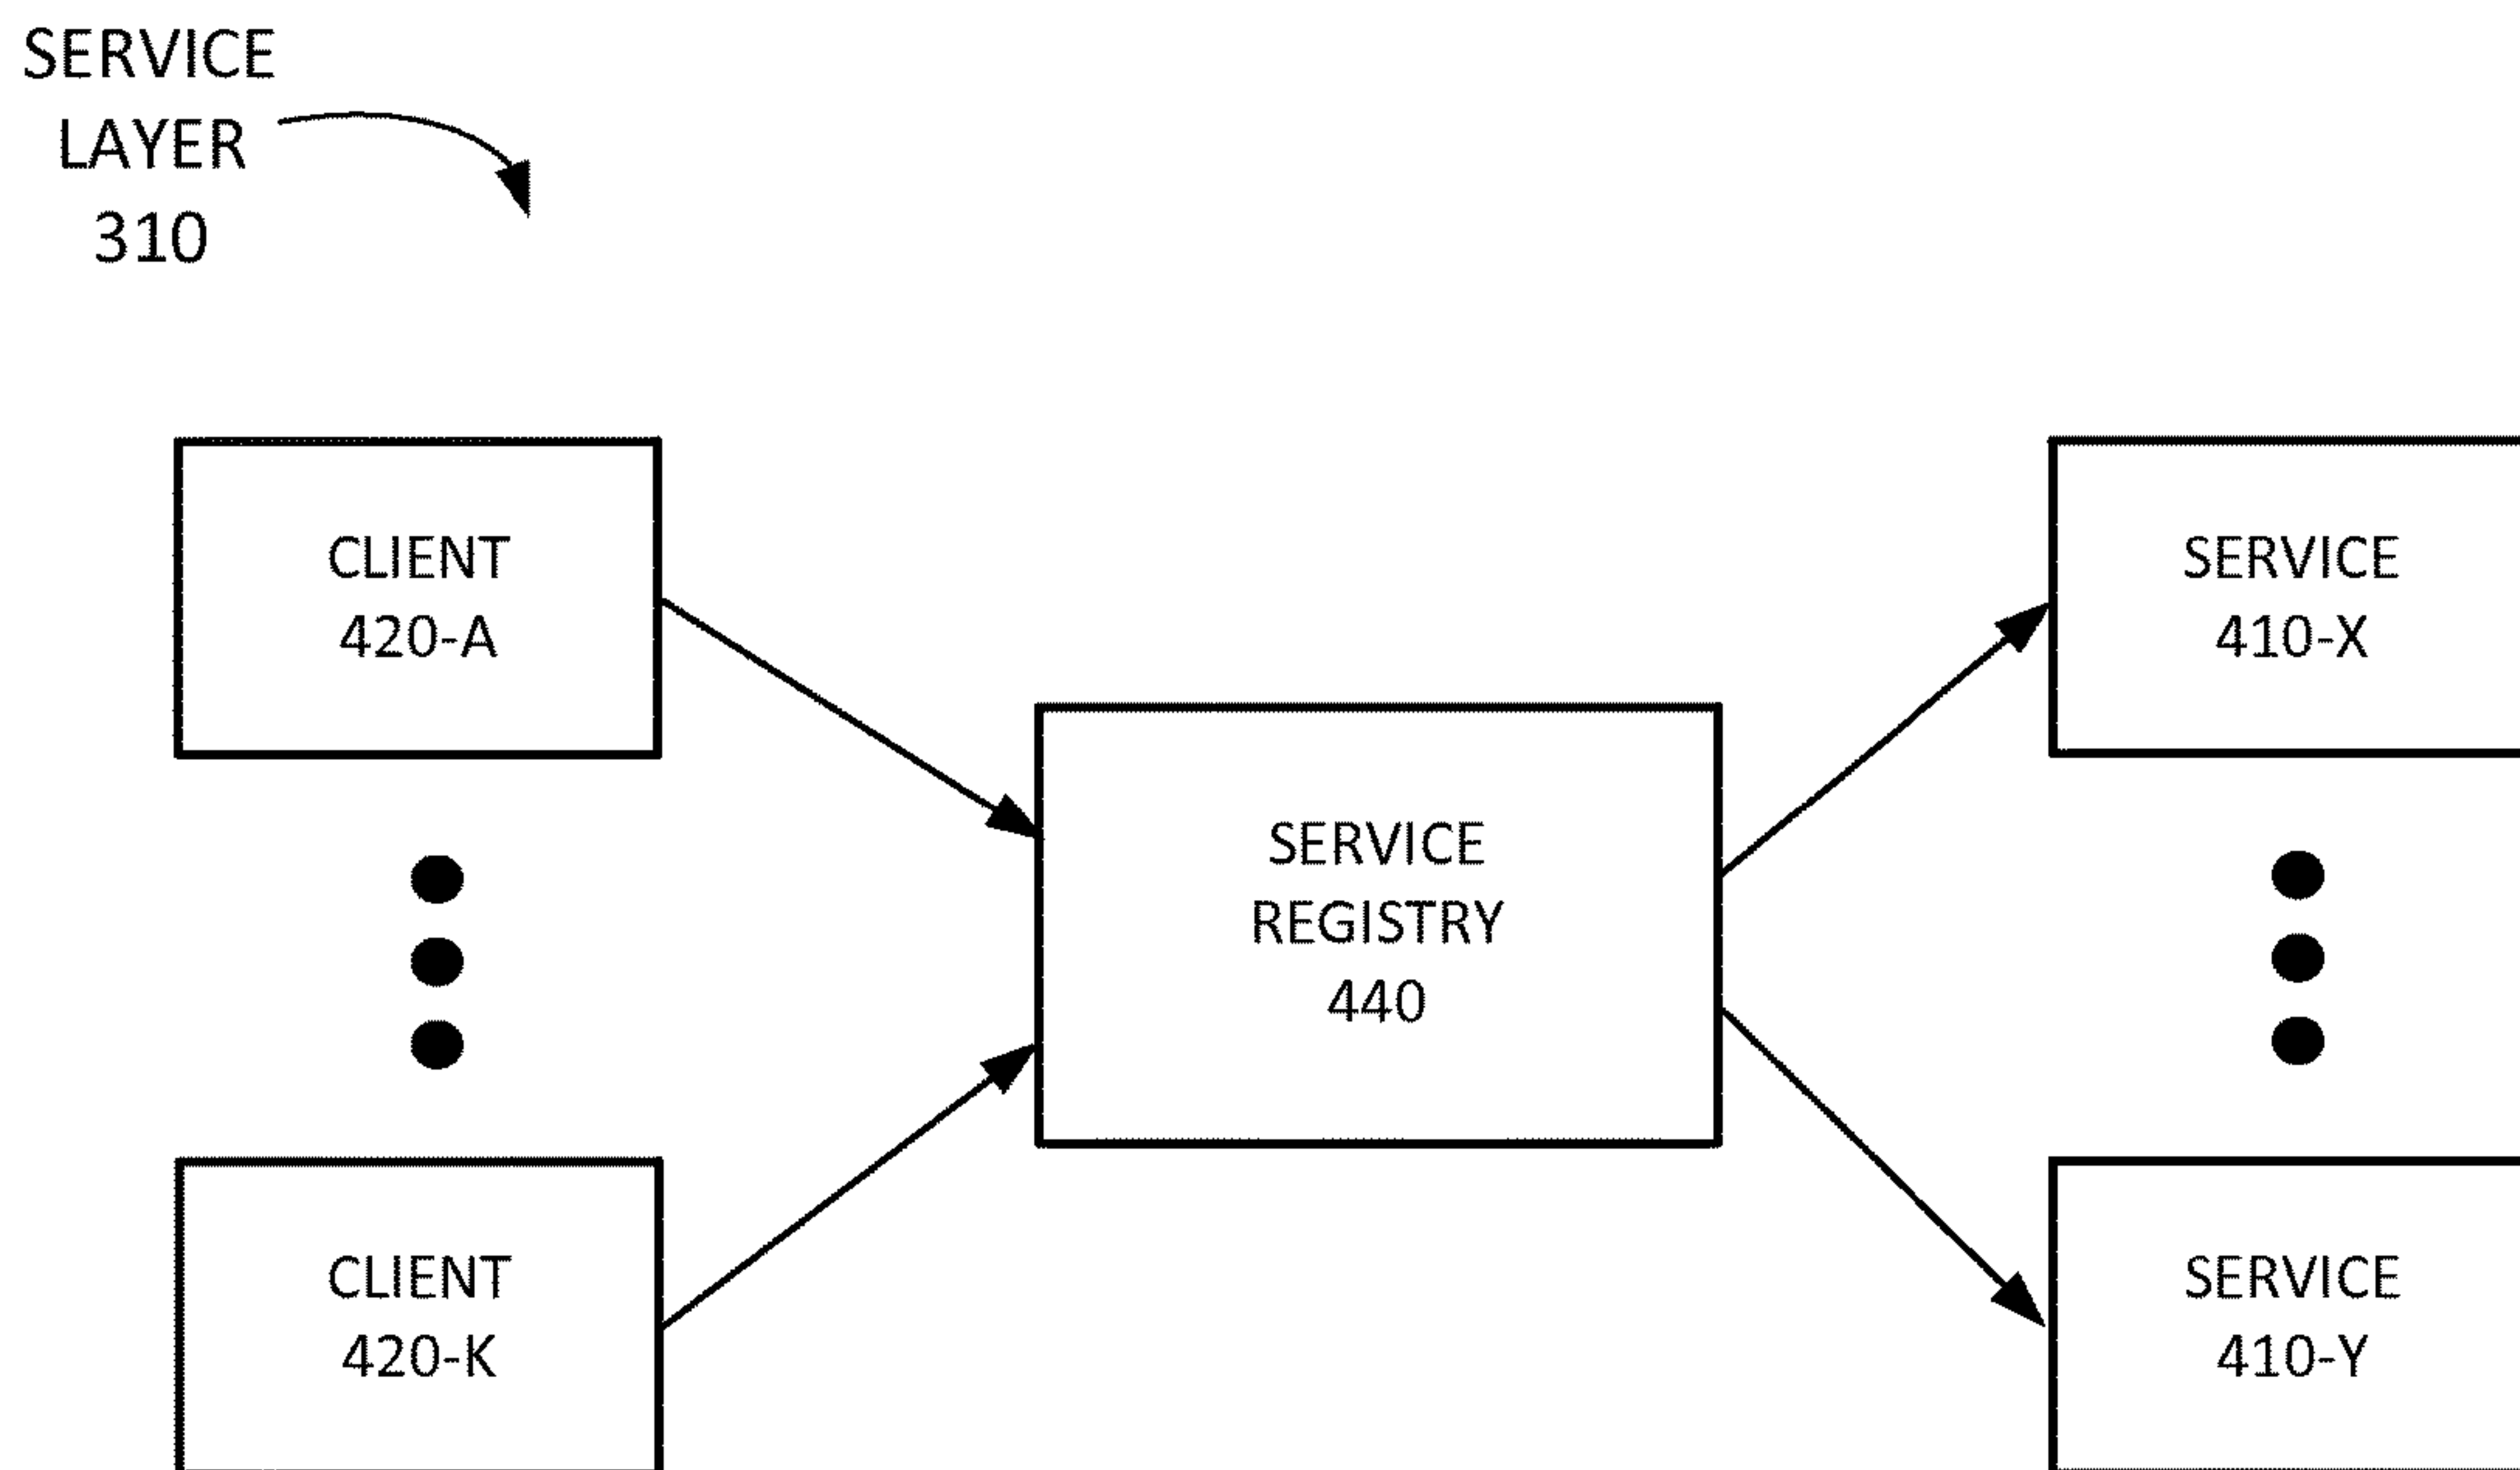 SERVICE
LAYER
310
CLIENT
420-A
SERVICE
410-X
SERVICE
REGISTRY
440
CLIENT
420-K
SERVICE
410-Y